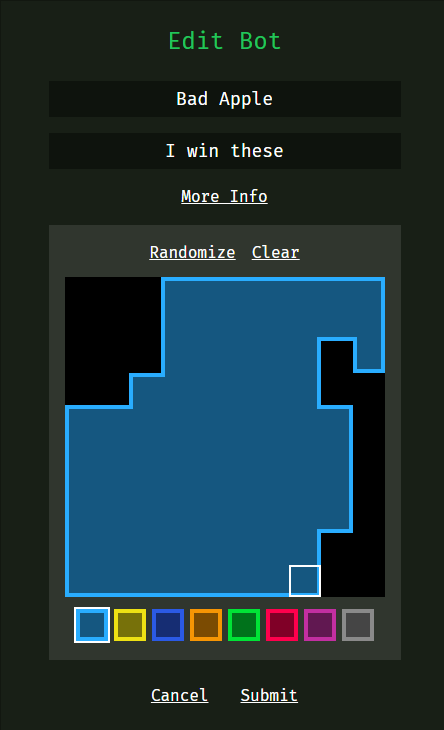 Edit Bot
Bad Apple
I win these
More Info
Randomize Clear
Cancel Submit